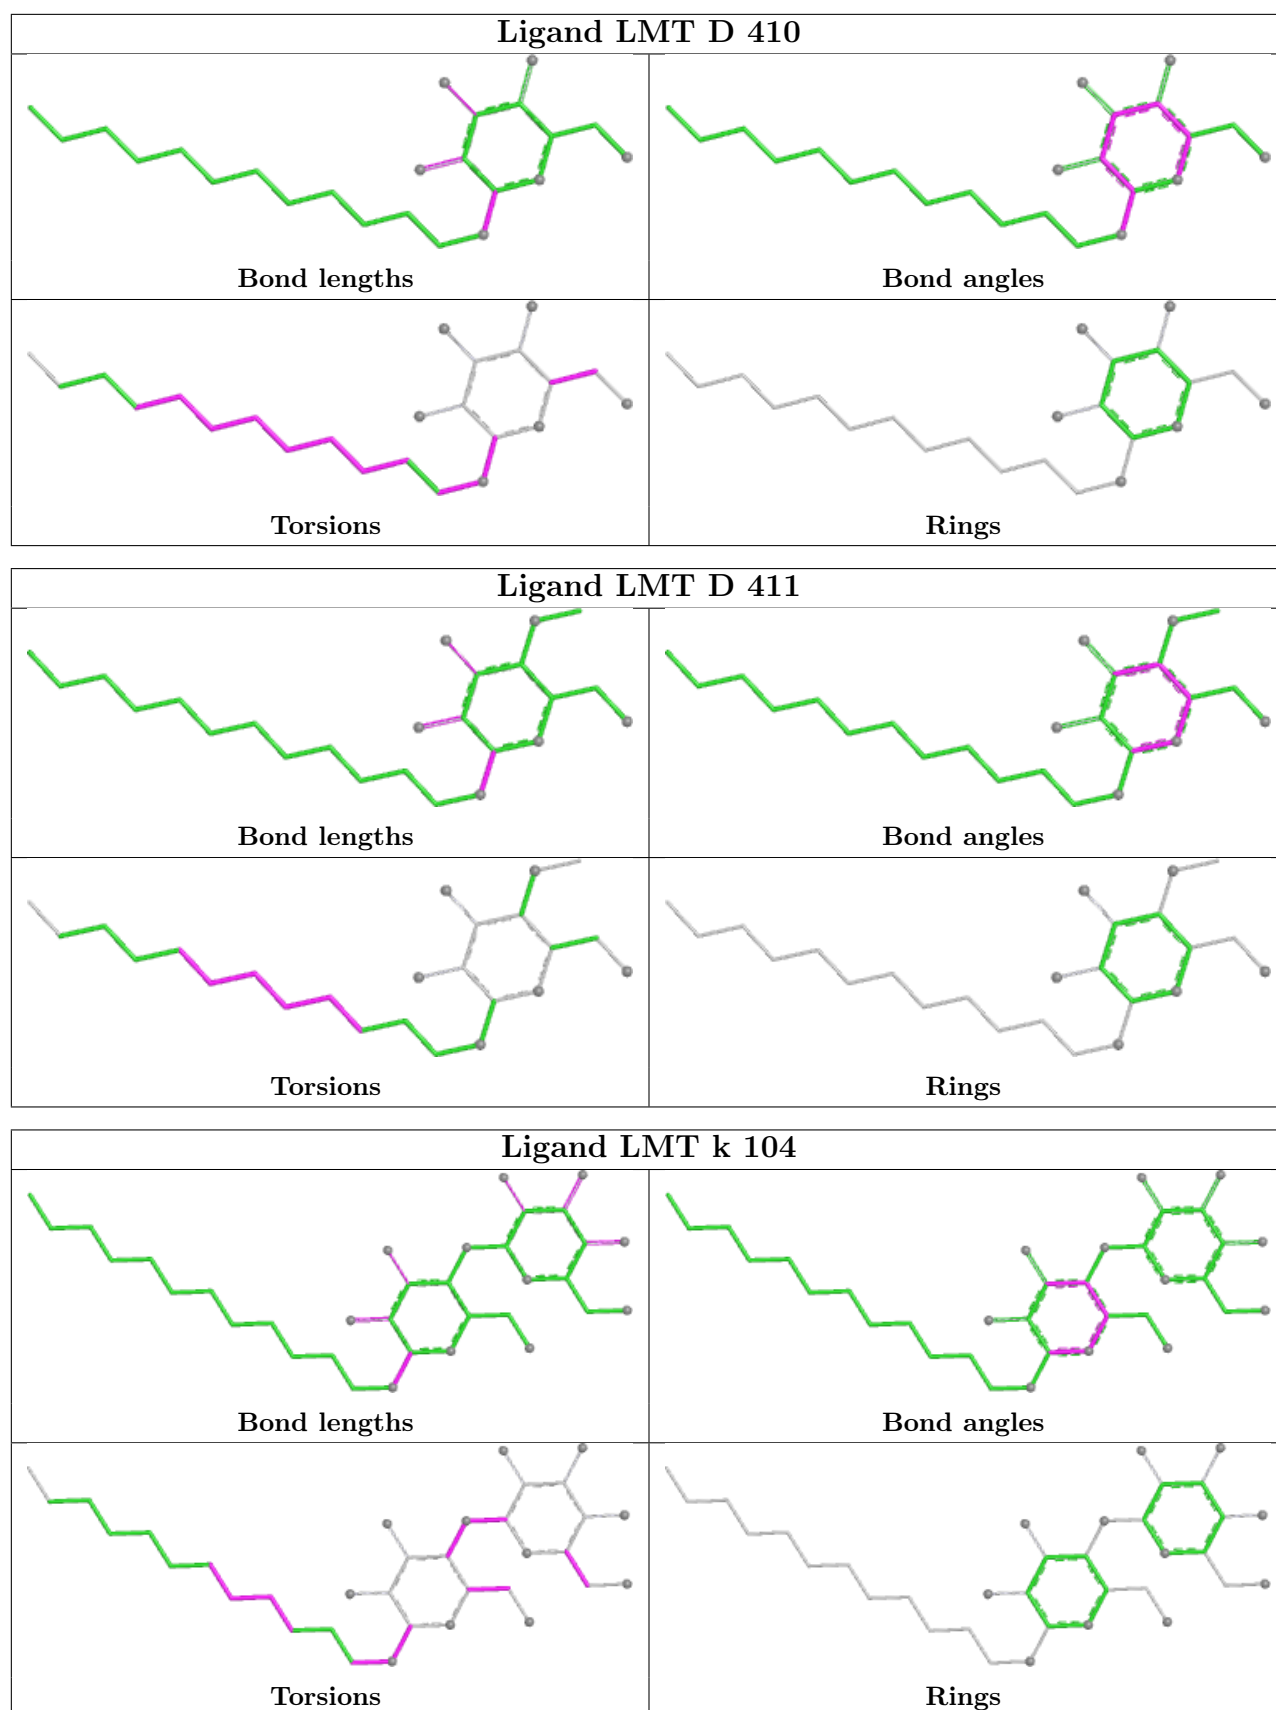 Ligand LMT D 410
Bond lengths
Bond angles
Torsions
Rings
Ligand LMT D 411
Bond lengths
Bond angles
Torsions
Rings
Ligand LMT k 104
Bond lengths
Bond angles
Torsions
Rings